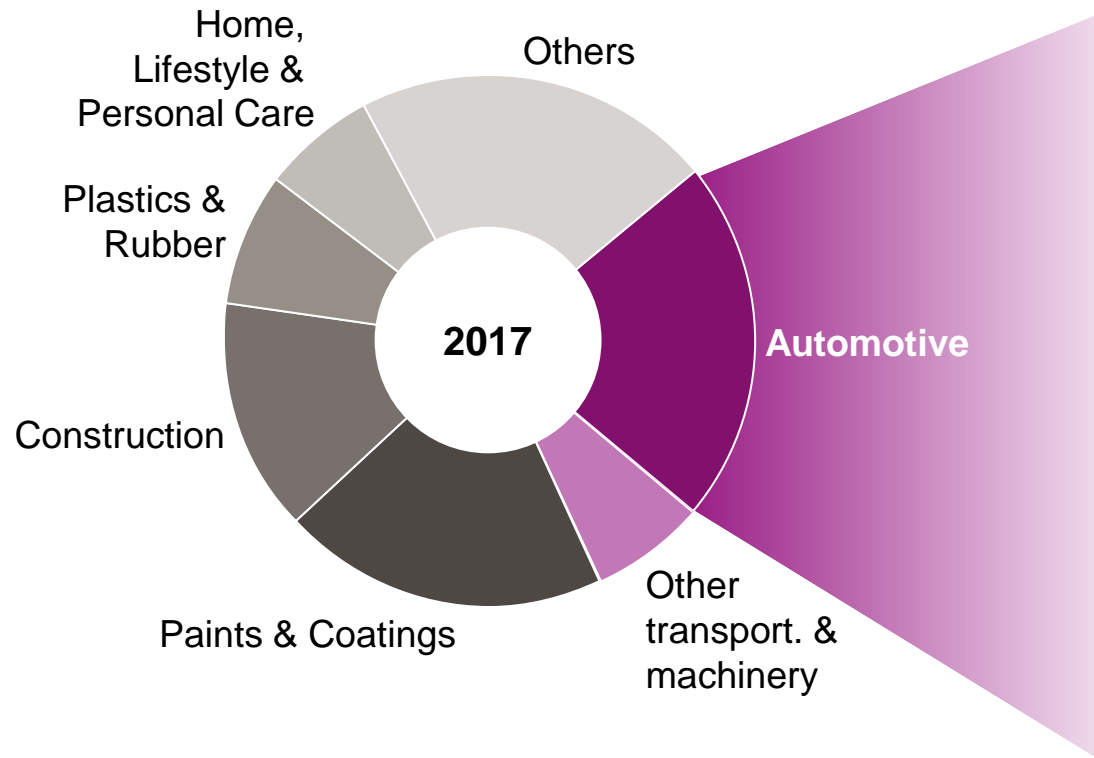 Home,
Lifestyle &
Personal Care
Others
Plastics &
Rubber
2017
Automotive
Construction
Other
transport. &
machinery
Paints & Coatings